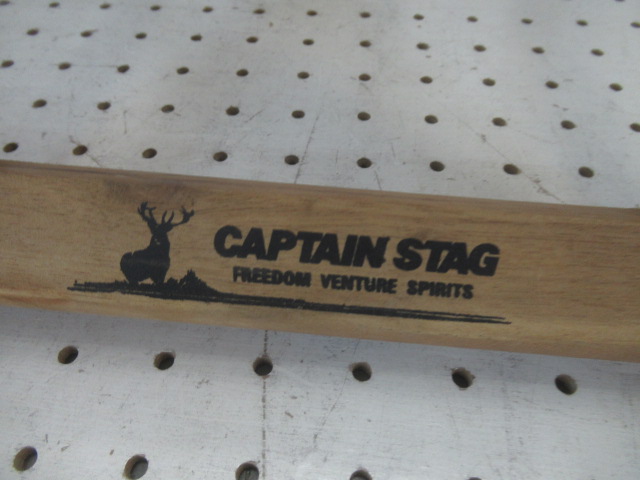 CAPTAIN STAG
FREEDOM VENTURE SPIRITS